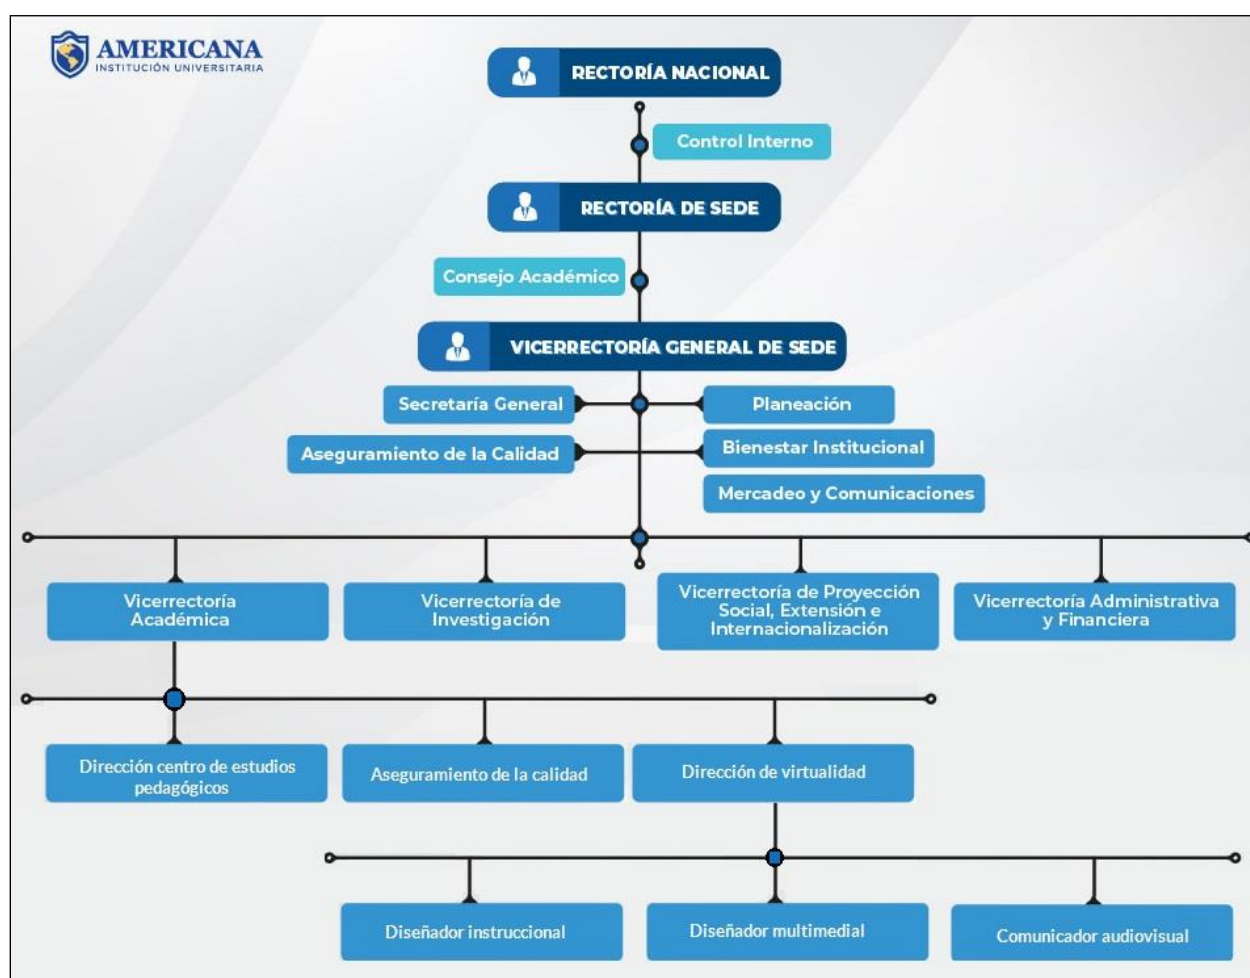 AMERICANA
INSTITUCIÓN UNIVERSITARIA
RECTORÍA NACIONAL
Control Interno
RECTORÍA DE SEDE
Consejo Académico
VICERRECTORÍA GENERAL DE SEDE
Secretaría General
Planeación
Aseguramiento de la Calidad
Bienestar Institucional
Mercadeo y Comunicaciones
Vicerrectoría
Académica
Vicerrectoría de
Investigación
Vicerrectoría de Proyección
Social, Extensión e
Internacionalización
Vicerrectoría Administrativa
y Financiera
Dirección centro de estudios
pedagógicos
Aseguramiento de la calidad
Dirección de virtualidad
Diseñador instruccional
Diseñador multimedial
Comunicador audiovisual